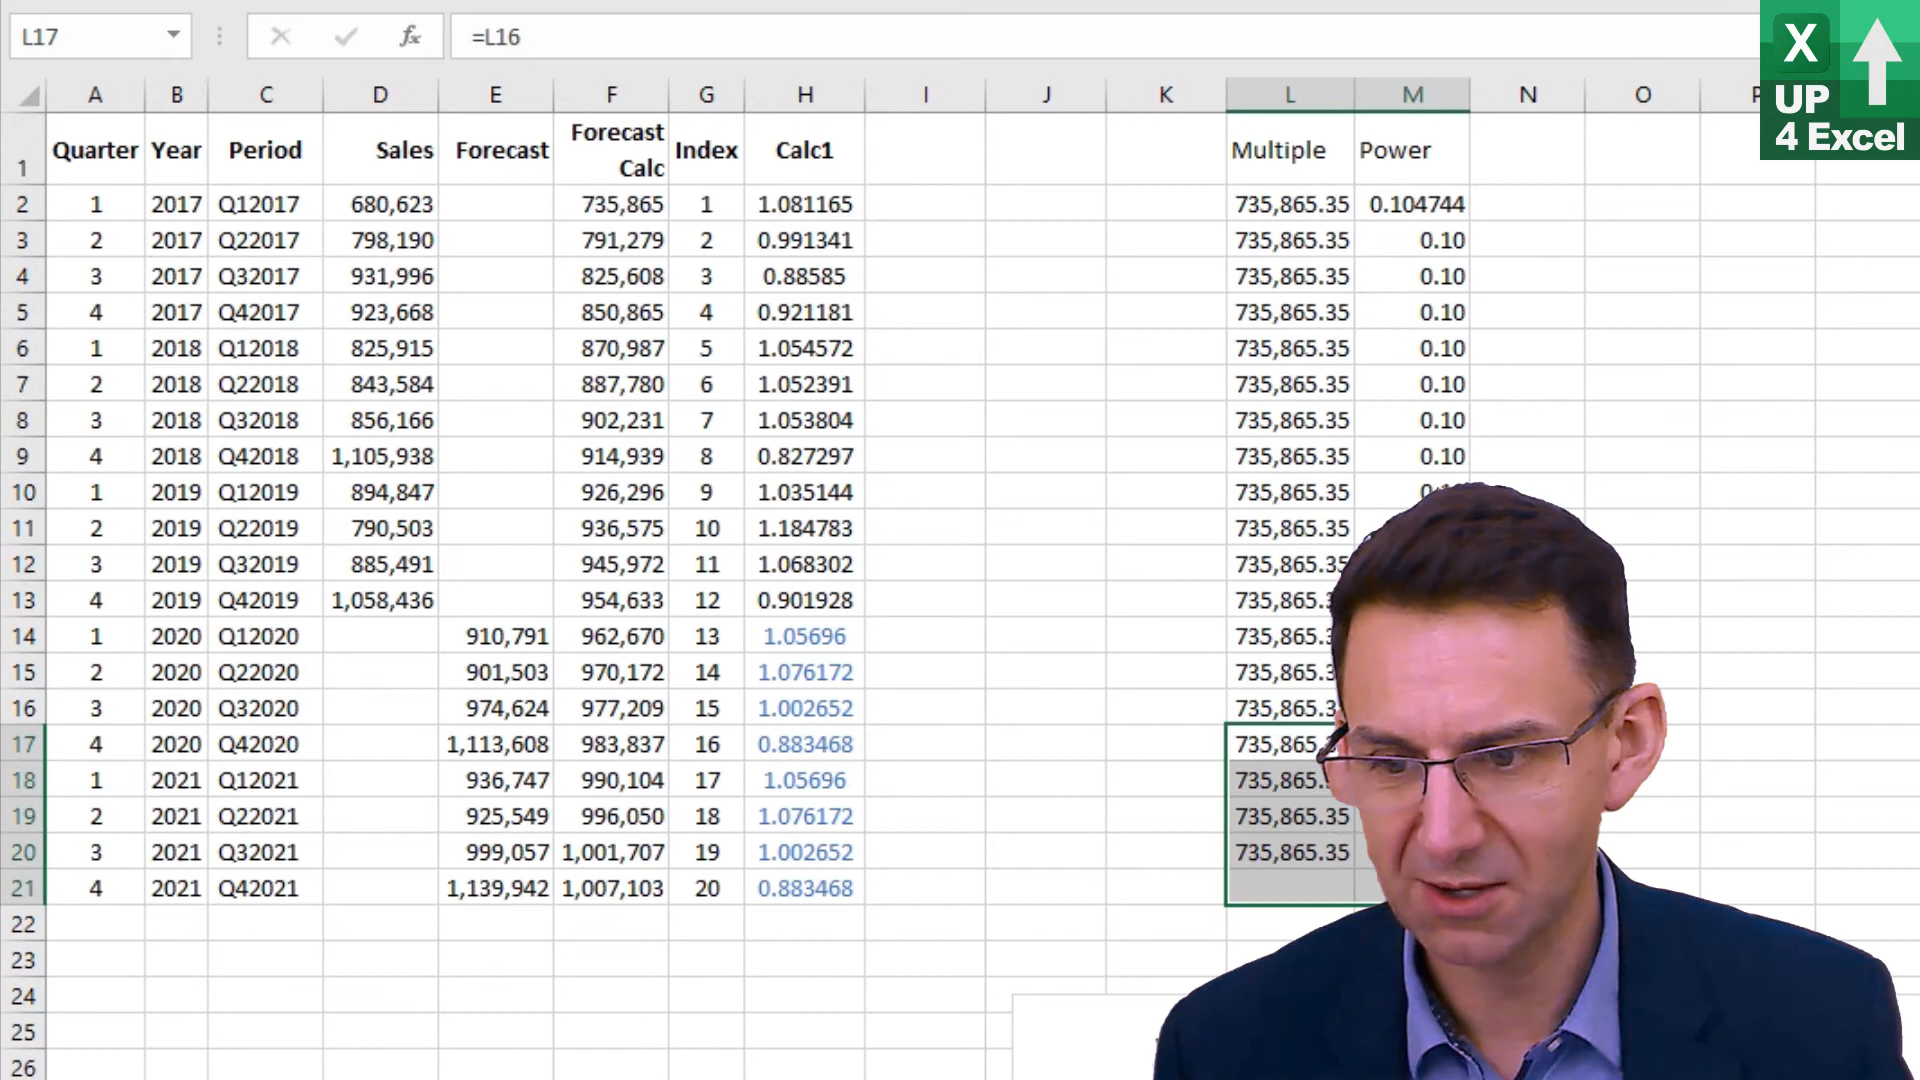 L17 fx =L16
X
UP
4 Excel
A B C D E F G H I J K L M N O
1 Quarter Year Period Sales Forecast Forecast Calc Index Calc1 Multiple Power
2 1 2017 Q12017 680,623 735,865 1 1.081165 735,865.35 0.104744
3 2 2017 Q22017 798,190 791,279 2 0.991341 735,865.35 0.10
4 3 2017 Q32017 931,996 825,608 3 0.88585 735,865.35 0.10
5 4 2017 Q42017 923,668 850,865 4 0.921181 735,865.35 0.10
6 1 2018 Q12018 825,915 870,987 5 1.054572 735,865.35 0.10
7 2 2018 Q22018 843,584 887,780 6 1.052391 735,865.35 0.10
8 3 2018 Q32018 856,166 902,231 7 1.053804 735,865.35 0.10
9 4 2018 Q42018 1,105,938 914,939 8 0.827297 735,865.35 0.10
10 1 2019 Q12019 894,847 926,296 9 1.035144 735,865.35
11 2 2019 Q22019 790,503 936,575 10 1.184783 735,865.35
12 3 2019 Q32019 885,491 945,972 11 1.068302 735,865.35
13 4 2019 Q42019 1,058,436 954,633 12 0.901928
14 1 2020 Q12020 910,791 962,670 13 1.05696
15 2 2020 Q22020 901,503 970,172 14 1.076172
16 3 2020 Q32020 974,624 977,209 15 1.002652
17 4 2020 Q42020 1,113,608 983,837 16 0.883468
18 1 2021 Q12021 936,747 990,104 17 1.05696
19 2 2021 Q22021 925,549 996,050 18 1.076172 735,865.35
20 3 2021 Q32021 999,057 1,001,707 19 1.002652 735,865.35
21 4 2021 Q42021 1,139,942 1,007,103 20 0.883468
22
23
24
25
26